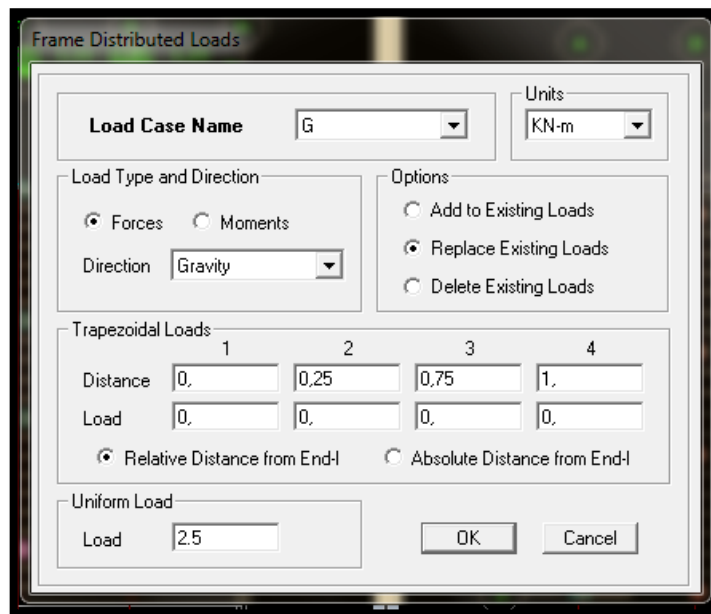 Frame Distributed Loads
Units
Load Case Name G KN-m
Load Type and Direction Options
Forces Moments
Direction Gravity
Add to Existing Loads
Replace Existing Loads
Delete Existing Loads
Trapezoidal Loads
1 2 3 4
Distance 0, 0,25 0,75 1,
Load 0, 0, 0, 0,
Relative Distance from End-I Absolute Distance from End-I
Uniform Load
Load 2.5
OK Cancel